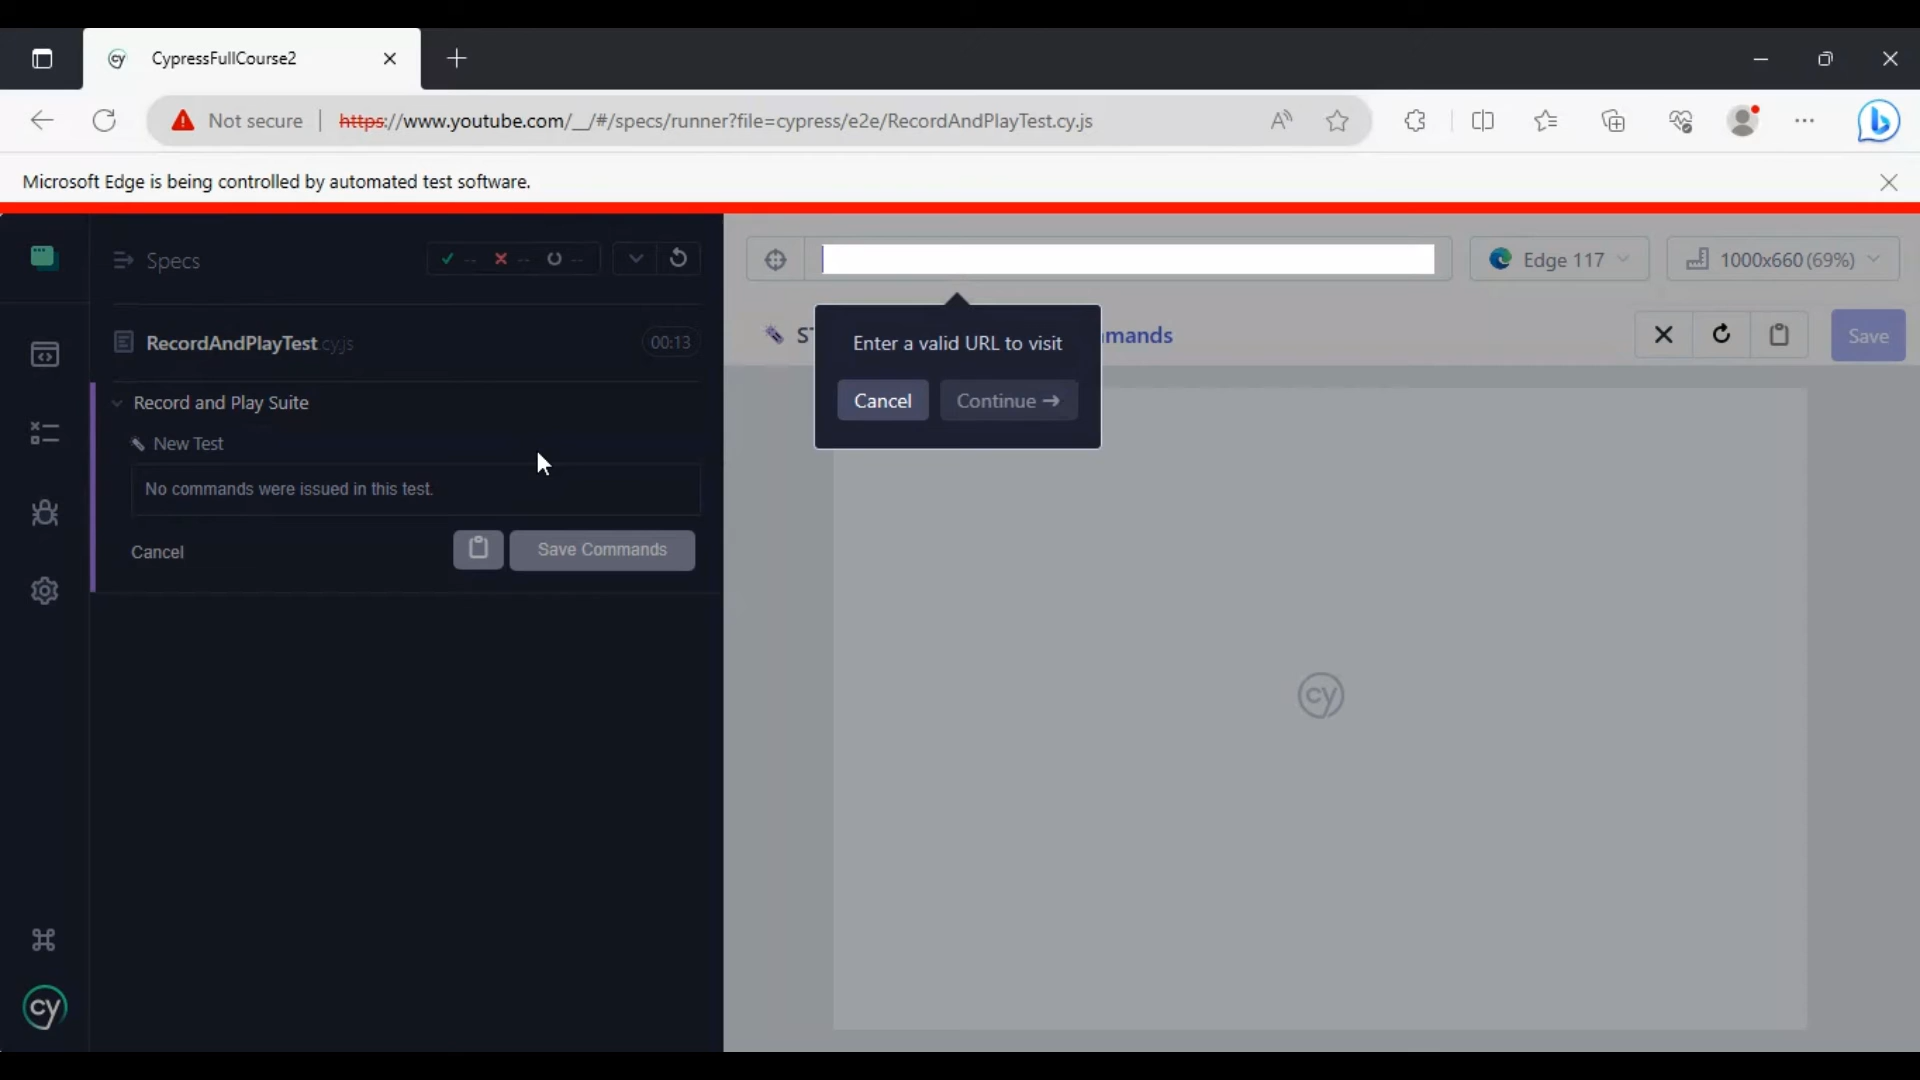 CypressFullCourse2
Not secure
https://www.youtube.com/__/#/specs/runner?file=cypress/e2e/RecordAndPlayTest.cy.js
Microsoft Edge is being controlled by automated test software.
Specs
-- -- --
Edge 117
1000x660 (69%)
RecordAndPlayTest.cy.js
00:13
Enter a valid URL to visit
mands
Save
Cancel
Continue →
Record and Play Suite
New Test
No commands were issued in this test.
Cancel
Save Commands
cy
cy